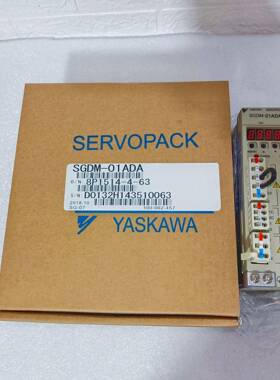 SERVOPACK
SGDM-01ADA
O/N. 8P1514-4-63
S/N. D0132H143510063
YASKAWA
SGDM-01ADA